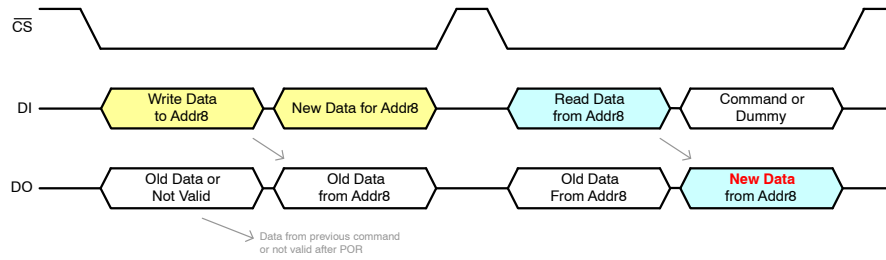 CS
DI
Write Data
to Addr8
New Data for Addr8
Read Data
from Addr8
Command or
Dummy
DO
Old Data or
Not Valid
Old Data
from Addr8
Old Data
From Addr8
New Data
from Addr8
Data from previous command
or not valid after POR